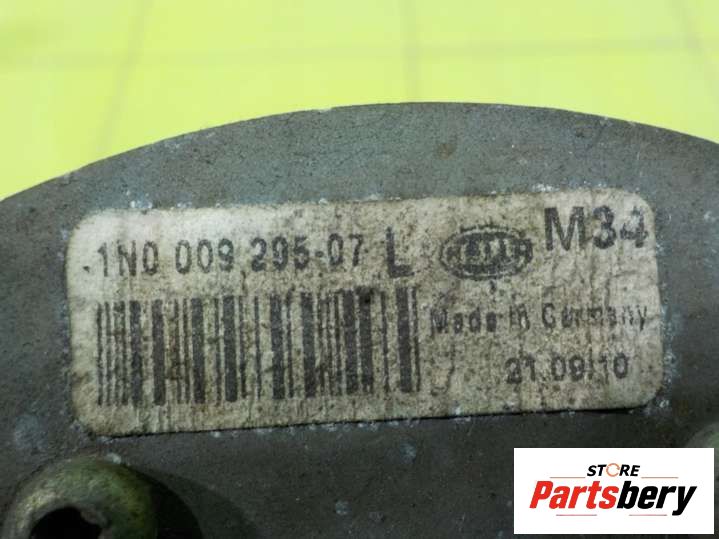 1N0 009 295-07 L HELLA M34
Made in Germany
21.09.10
STORE
Partsbery